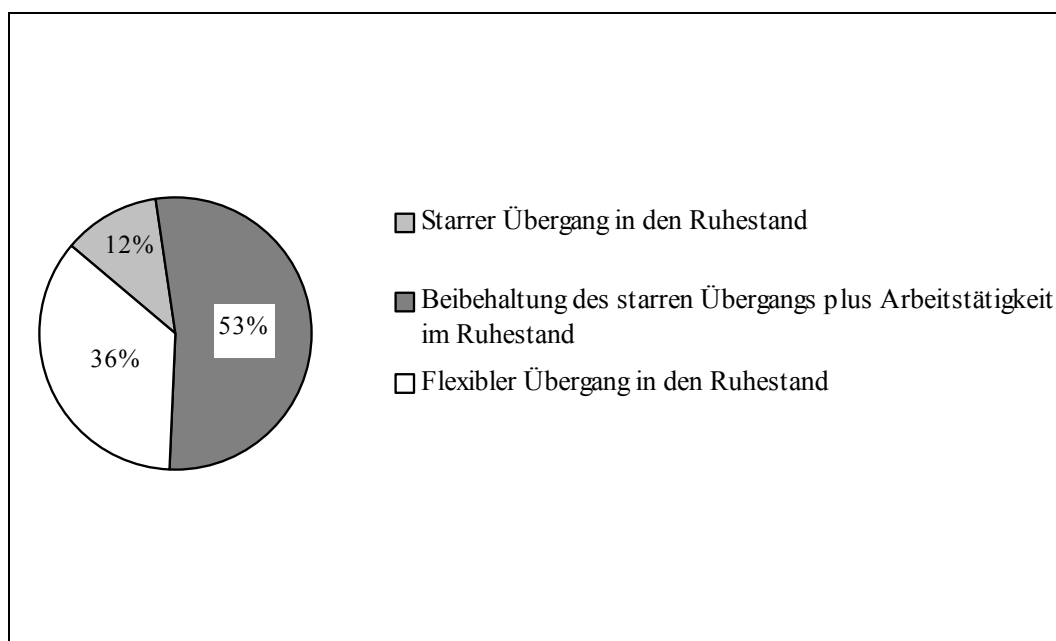 12%
53%
36%
Starrer Übergang in den Ruhestand
Beibehaltung des starren Übergangs plus Arbeitstätigkeit
im Ruhestand
Flexibler Übergang in den Ruhestand